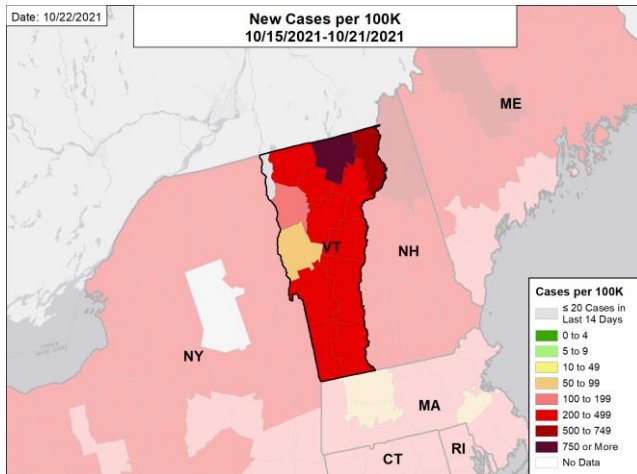 Date: 10/22/2021
New Cases per 100K
10/15/2021-10/21/2021
ME
VT
NH
NY
MA
CT
RI
Cases per 100K
≤ 20 Cases in
Last 14 Days
0 to 4
5 to 9
10 to 49
50 to 99
100 to 199
200 to 499
500 to 749
750 or More
No Data